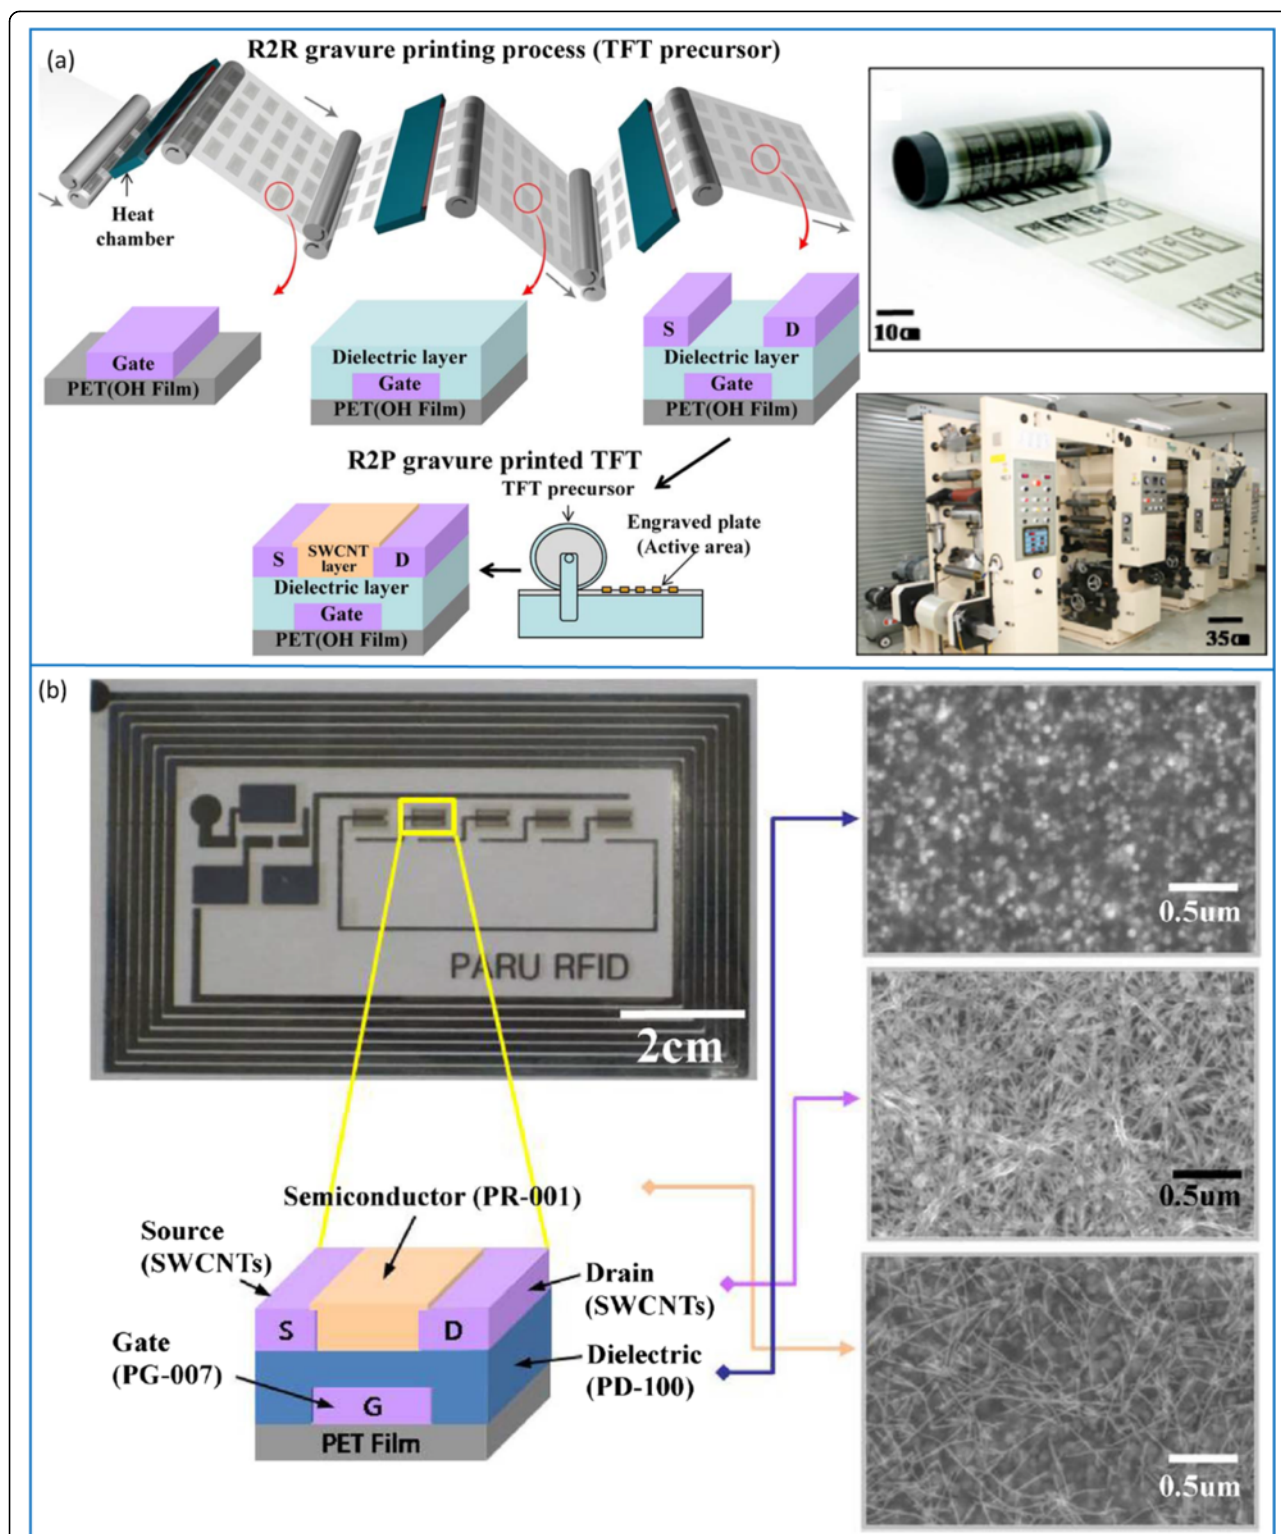 (a)
R2R gravure printing process (TFT precursor)
Heat
chamber
Gate
PET(OH Film)
Dielectric layer
Gate
PET(OH Film)
S
D
Dielectric layer
Gate
PET(OH Film)
10㎝
R2P gravure printed TFT
TFT precursor
Engraved plate
(Active area)
S
SWCNT
layer
D
Dielectric layer
Gate
PET(OH Film)
35㎝
(b)
PARU RFID
2cm
0.5um
0.5um
0.5um
Semiconductor (PR-001)
Source
(SWCNTs)
Drain
(SWCNTs)
Gate
(PG-007)
Dielectric
(PD-100)
S
D
G
PET Film